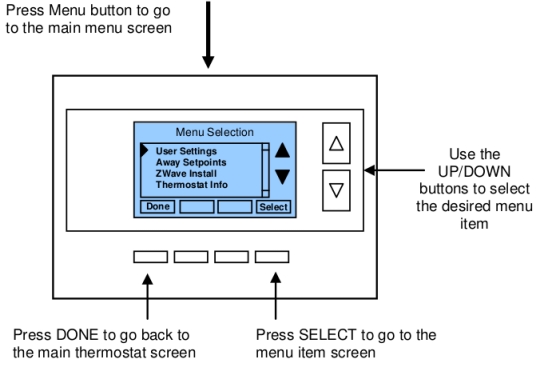 Press Menu button to go
to the main menu screen
Menu Selection
User Settings
Away Setpoints
ZWave Install
Thermostat Info
Done
Select
Use the
UP/DOWN
buttons to select
the desired menu
item
Press DONE to go back to
the main thermostat screen
Press SELECT to go to the
menu item screen